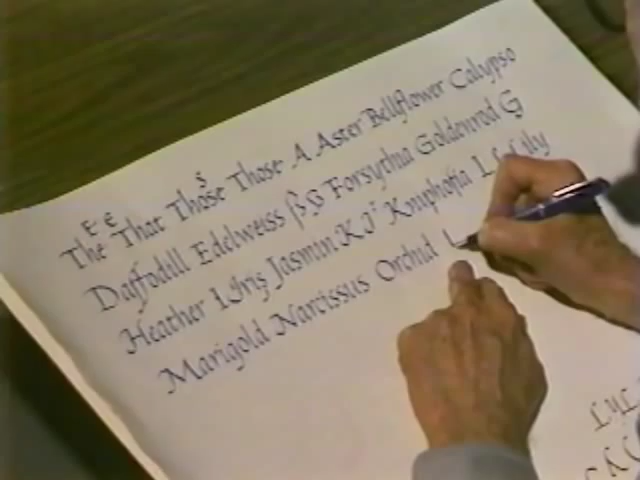 E E s
The That Those Those A Aster Bellflower Calypso
Daffodill Edelweiss ß G Forsythia Goldenrod G
Heather I Iris Jasmin K J Kniphofia L L Lily
Marigold Narcissus Orchid
L Y L